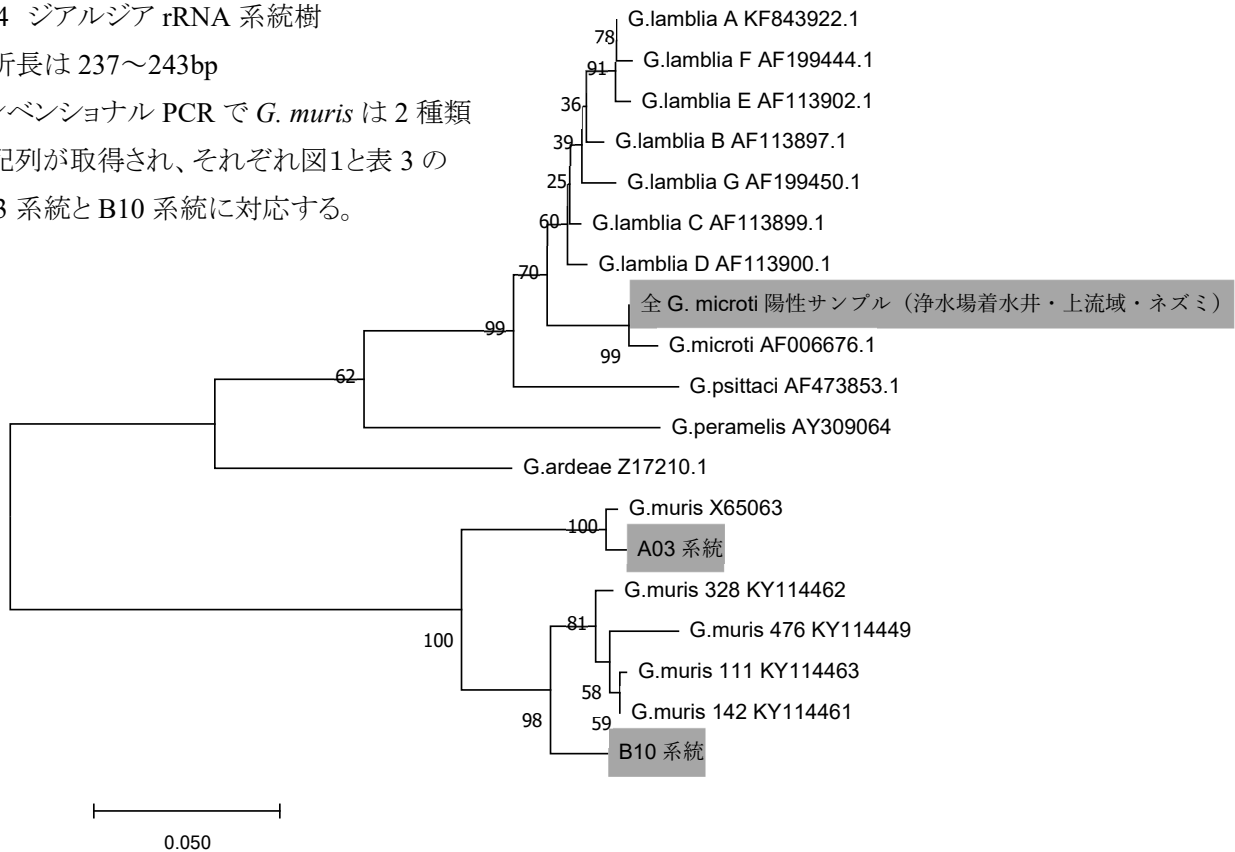 4 ジアルジア rRNA 系統樹
長は 237～243bp
ベンショナル PCR で G. muris は 2 種類
配列が取得され、それぞれ図1と表 3 の
3 系統と B10 系統に対応する。
G.lamblia A KF843922.1
78
G.lamblia F AF199444.1
91
G.lamblia E AF113902.1
36
G.lamblia B AF113897.1
39
G.lamblia G AF199450.1
25
G.lamblia C AF113899.1
60
G.lamblia D AF113900.1
70
全 G. microti 陽性サンプル（浄水場着水井・上流域・ネズミ）
99
G.microti AF006676.1
99
G.psittaci AF473853.1
62
G.peramelis AY309064
G.ardeae Z17210.1
G.muris X65063
100
A03 系統
G.muris 328 KY114462
81
G.muris 476 KY114449
100
G.muris 111 KY114463
58
G.muris 142 KY114461
98
59
B10 系統
0.050